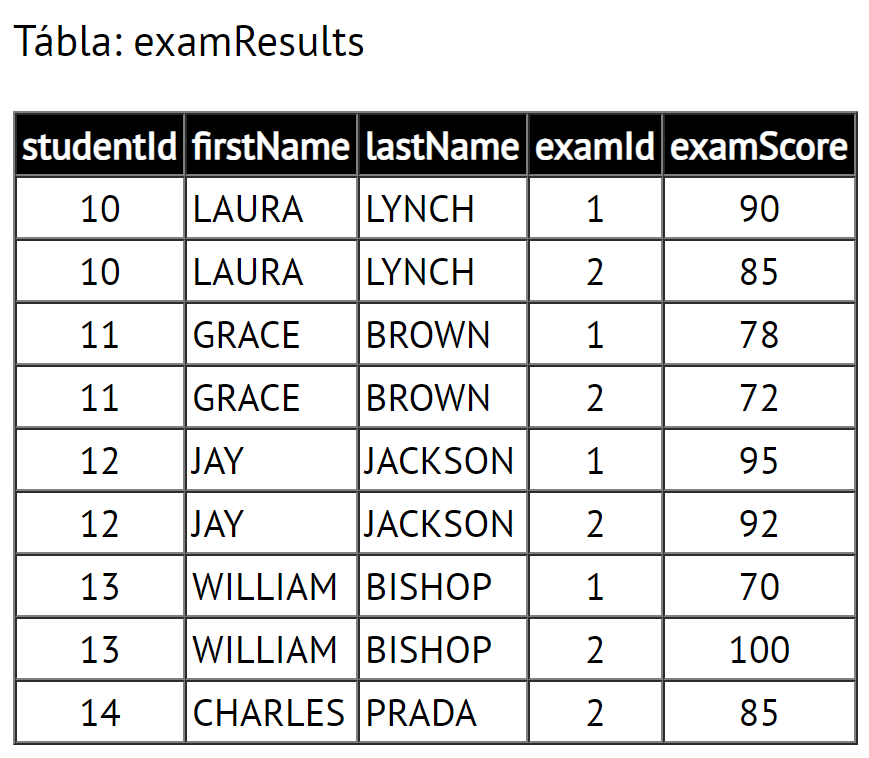 Tábla: examResults
studentId firstName lastName examId examScore
10 LAURA LYNCH 1 90
10 LAURA LYNCH 2 85
11 GRACE BROWN 1 78
11 GRACE BROWN 2 72
12 JAY JACKSON 1 95
12 JAY JACKSON 2 92
13 WILLIAM BISHOP 1 70
13 WILLIAM BISHOP 2 100
14 CHARLES PRADA 2 85